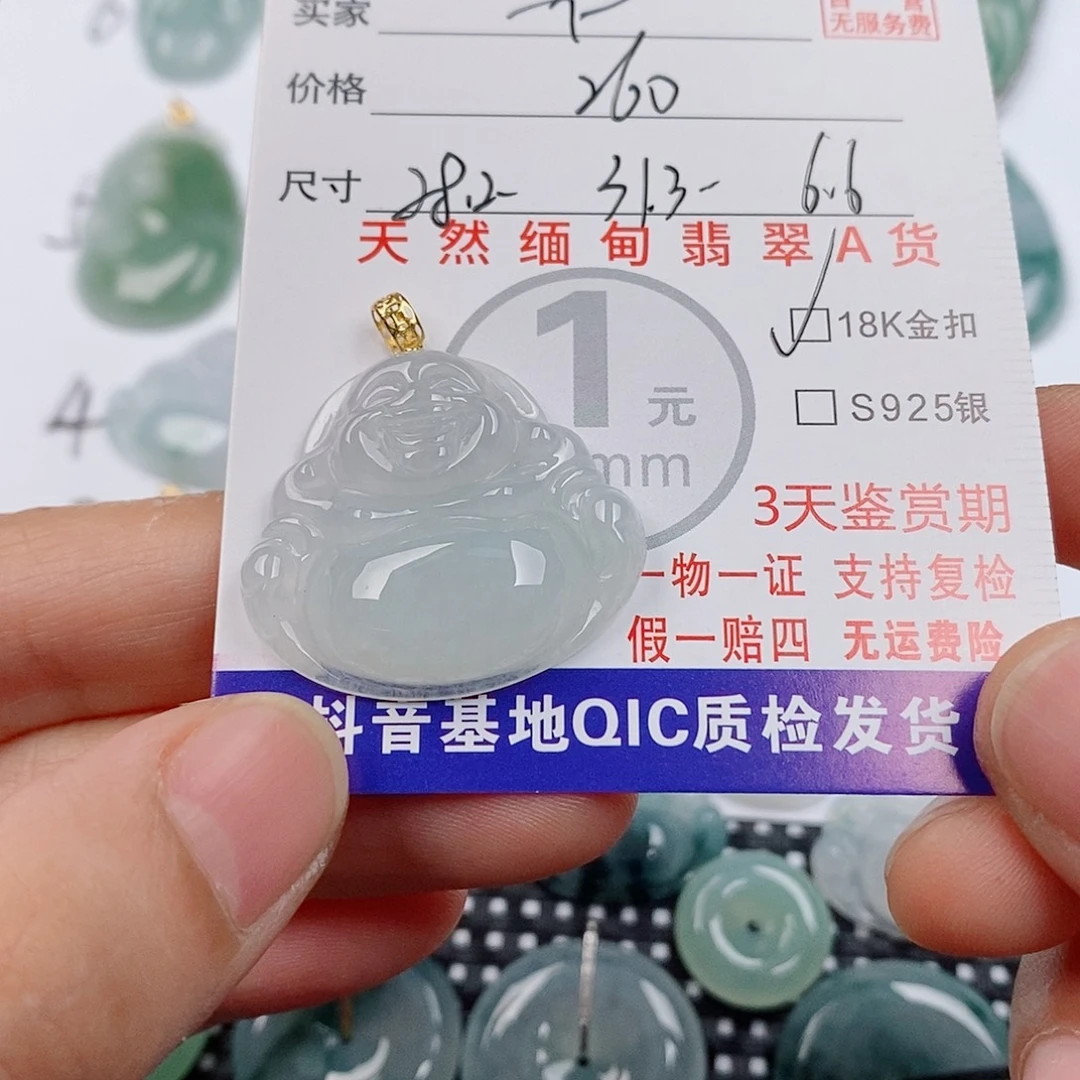 买家
自营
无服务费
价格 260
尺寸 28.2- 31.3- 6.6
天然缅甸翡翠A货
18K金扣
1元
S925银
mm
3天鉴赏期
一物一证 支持复检
假一赔四 无运费险
抖音基地QIC质检发货
4